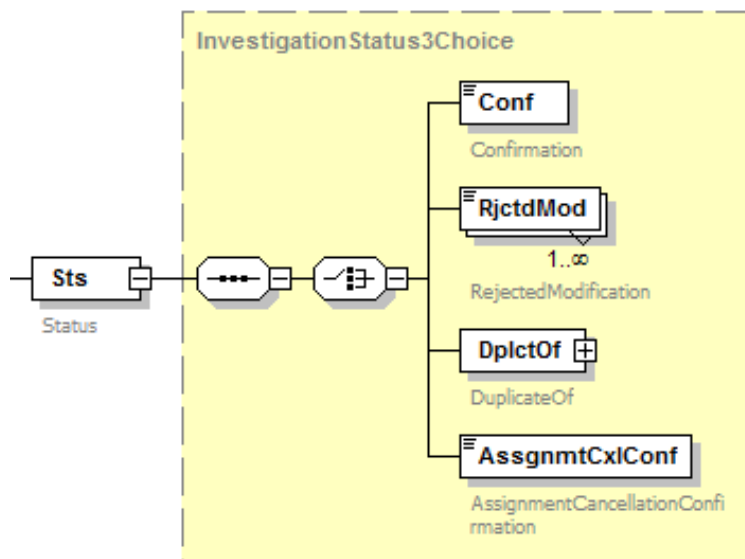 InvestigationStatus3Choice
Conf
Confirmation
RjctdMod
1..∞
RejectedModification
Sts
Status
DplctOf
DuplicateOf
AssgnmtCxlConf
AssignmentCancellationConfi
rmation